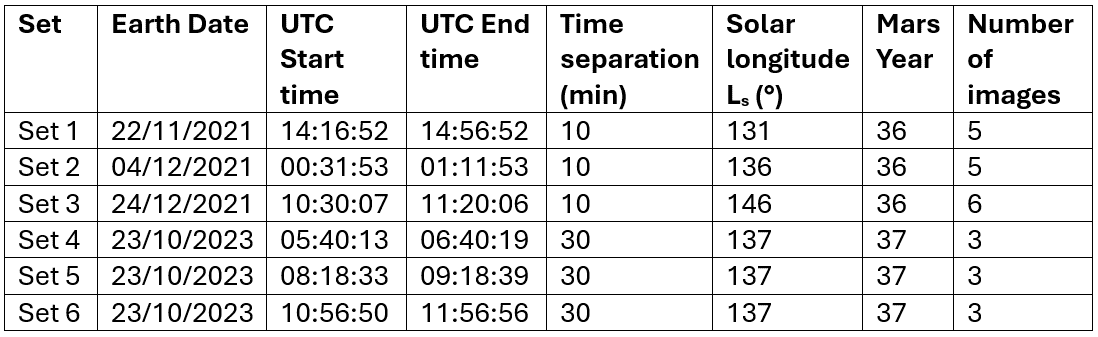 Set Earth Date UTC Start time UTC End time Time separation (min) Solar longitude Lₛ (°) Mars Year Number of images
Set 1 22/11/2021 14:16:52 14:56:52 10 131 36 5
Set 2 04/12/2021 00:31:53 01:11:53 10 136 36 5
Set 3 24/12/2021 10:30:07 11:20:06 10 146 36 6
Set 4 23/10/2023 05:40:13 06:40:19 30 137 37 3
Set 5 23/10/2023 08:18:33 09:18:39 30 137 37 3
Set 6 23/10/2023 10:56:50 11:56:56 30 137 37 3